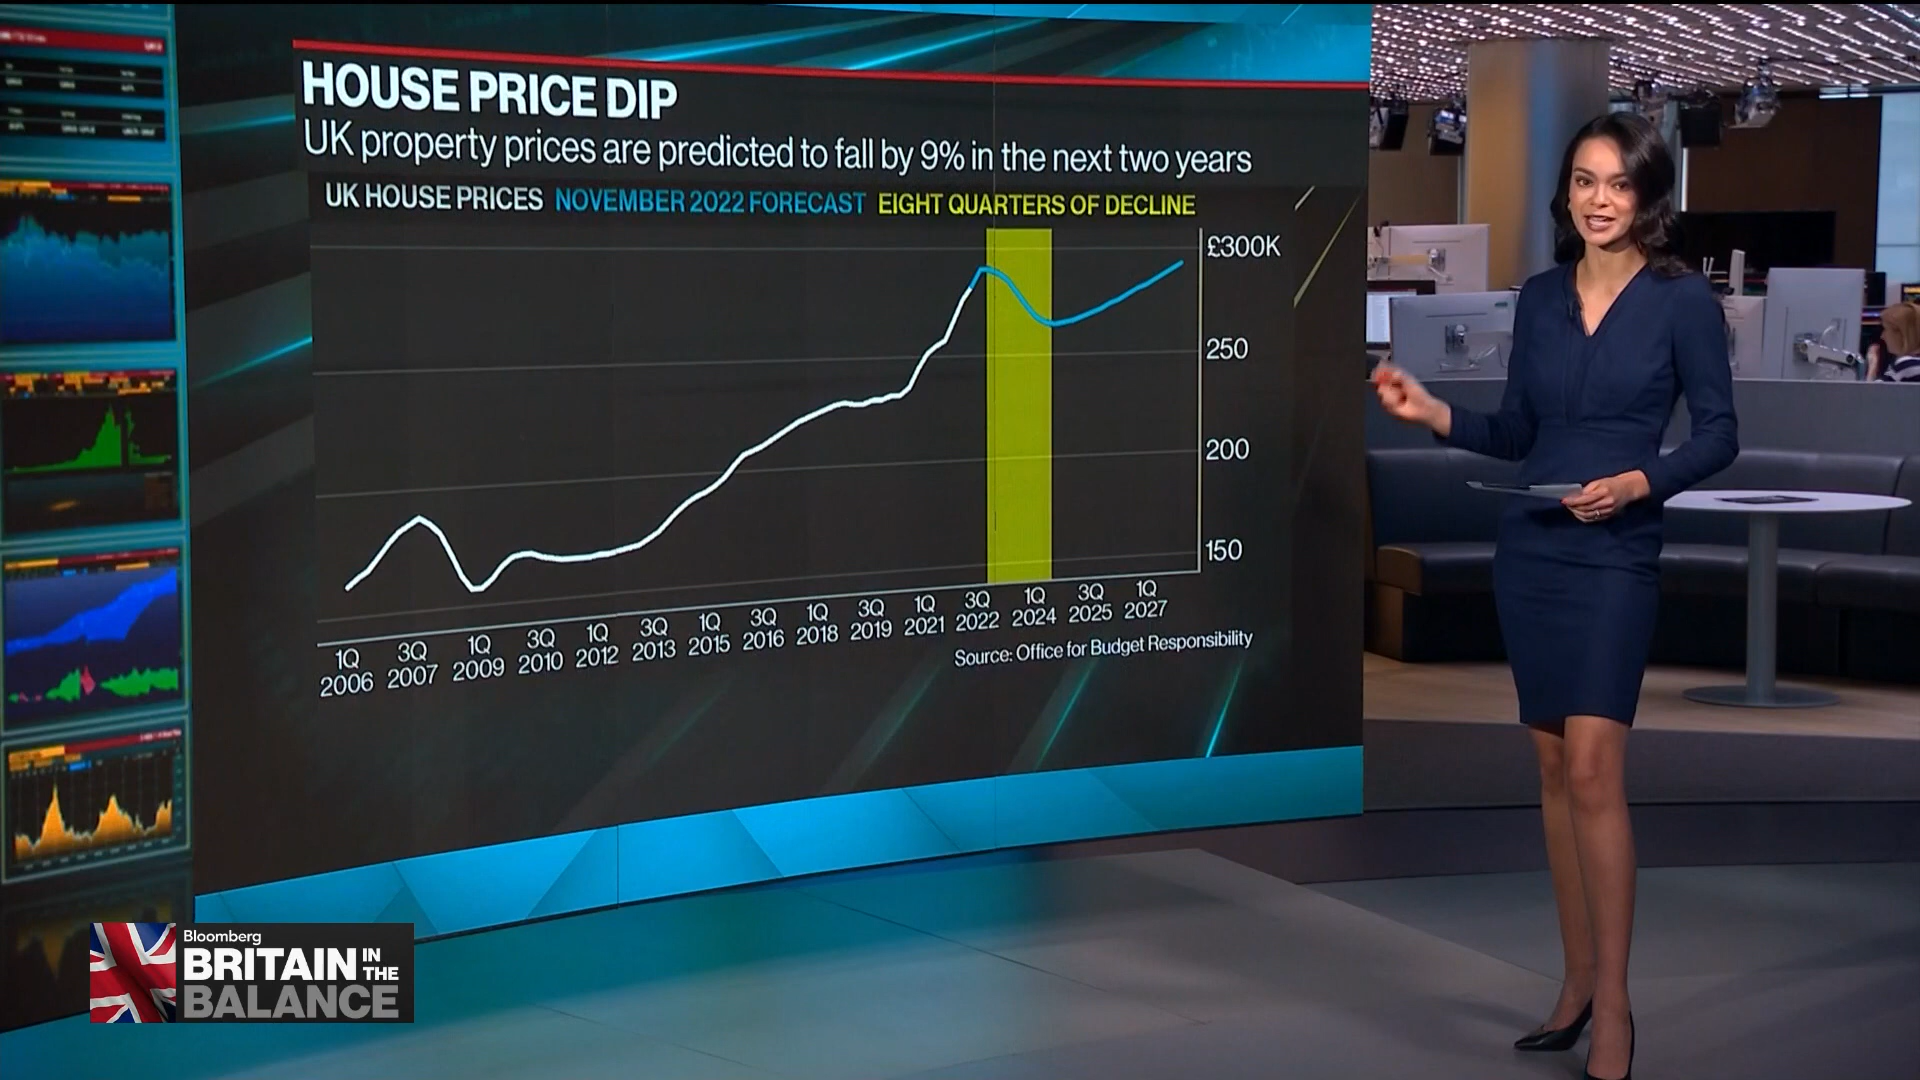 HOUSE PRICE DIP
UK property prices are predicted to fall by 9% in the next two years
UK HOUSE PRICES NOVEMBER 2022 FORECAST EIGHT QUARTERS OF DECLINE
£300K
250
200
150
1Q 2006
3Q 2007
1Q 2009
3Q 2010
1Q 2012
3Q 2013
1Q 2015
3Q 2016
1Q 2018
3Q 2019
1Q 2021
3Q 2022
1Q 2024
3Q 2025
1Q 2027
Source: Office for Budget Responsibility
Bloomberg
BRITAIN IN THE
BALANCE